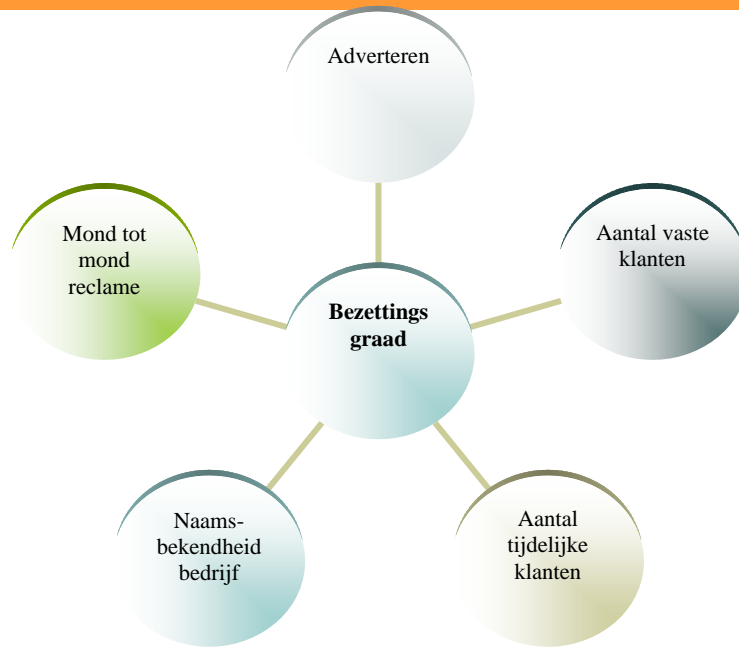 Adverteren
Mond tot
mond
reclame
Aantal vaste
klanten
Bezettings
graad
Naams-
bekendheid
bedrijf
Aantal
tijdelijke
klanten